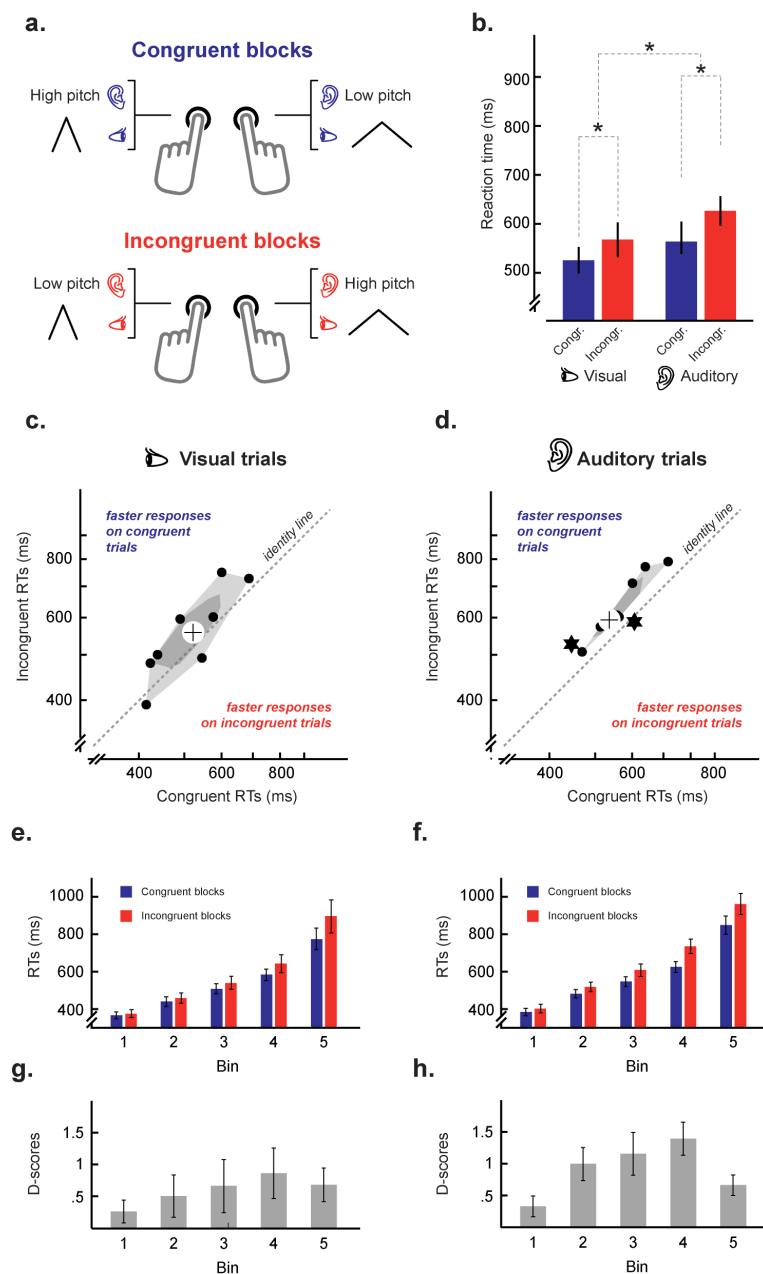 a.
Congruent blocks
High pitch
Low pitch
Incongruent blocks
Low pitch
High pitch
b.
*
*
*
Reaction time (ms)
900
800
700
600
500
Congr.
Incongr.
Congr.
Incongr.
Visual
Auditory
c.
Visual trials
faster responses
on congruent
trials
identity line
Incongruent RTs (ms)
800
600
400
faster responses
on incongruent trials
400
600
800
Congruent RTs (ms)
d.
Auditory trials
faster responses
on congruent
trials
identity line
Incongruent RTs (ms)
800
600
400
faster responses
on incongruent trials
400
600
800
Congruent RTs (ms)
e.
RTs (ms)
1000
800
600
400
Congruent blocks
Incongruent blocks
1 2 3 4 5
Bin
f.
RTs (ms)
1000
800
600
400
Congruent blocks
Incongruent blocks
1 2 3 4 5
Bin
g.
D-scores
1.5
1
.5
1 2 3 4 5
Bin
h.
D-scores
1.5
1
.5
1 2 3 4 5
Bin